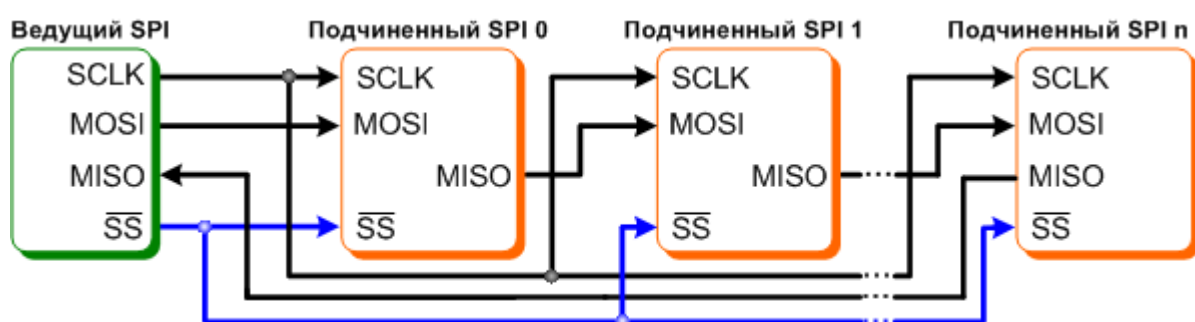 Ведущий SPI
Подчиненный SPI 0
Подчиненный SPI 1
Подчиненный SPI n
SCLK
MOSI
MISO
SS
SCLK
MOSI
MISO
SS
SCLK
MOSI
MISO
SS
SCLK
MOSI
MISO
SS